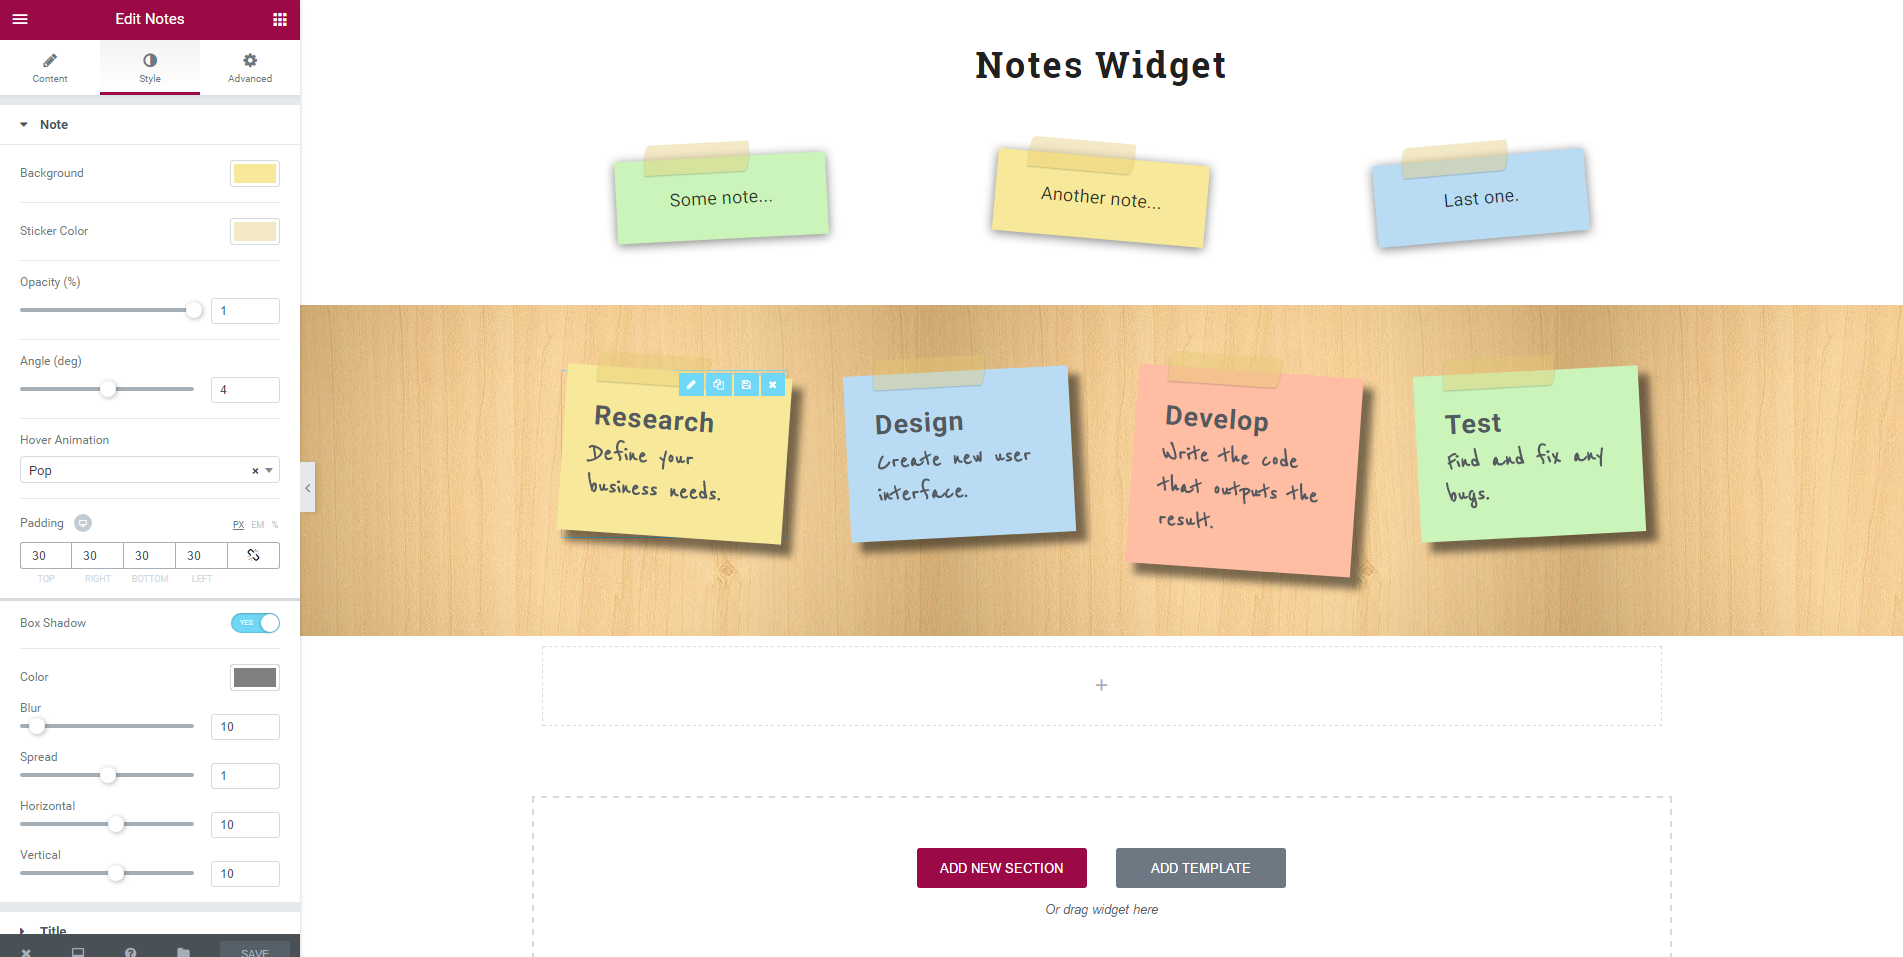 Edit Notes
Content
Style
Advanced
Note
Background
Sticker Color
Opacity (%)
1
Angle (deg)
4
Hover Animation
Pop
Padding
PX EM %
30 30 30 30
TOP RIGHT BOTTOM LEFT
Box Shadow
YES
Color
Blur
10
Spread
1
Horizontal
10
Vertical
10
Title
SAVE
Notes Widget
Some note...
Another note...
Last one.
Research
Define your
business needs.
Design
Create new user
interface.
Develop
Write the code
that outputs the
result.
Test
Find and fix any
bugs.
ADD NEW SECTION
ADD TEMPLATE
Or drag widget here